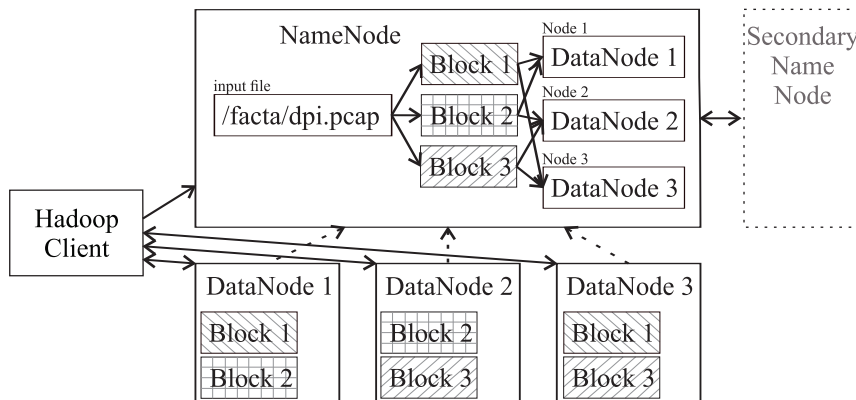 NameNode
input file
/facta/dpi.pcap
Block 1
Block 2
Block 3
Node 1
DataNode 1
Node 2
DataNode 2
Node 3
DataNode 3
Secondary
Name
Node
Hadoop
Client
DataNode 1
Block 1
Block 2
DataNode 2
Block 2
Block 3
DataNode 3
Block 1
Block 3